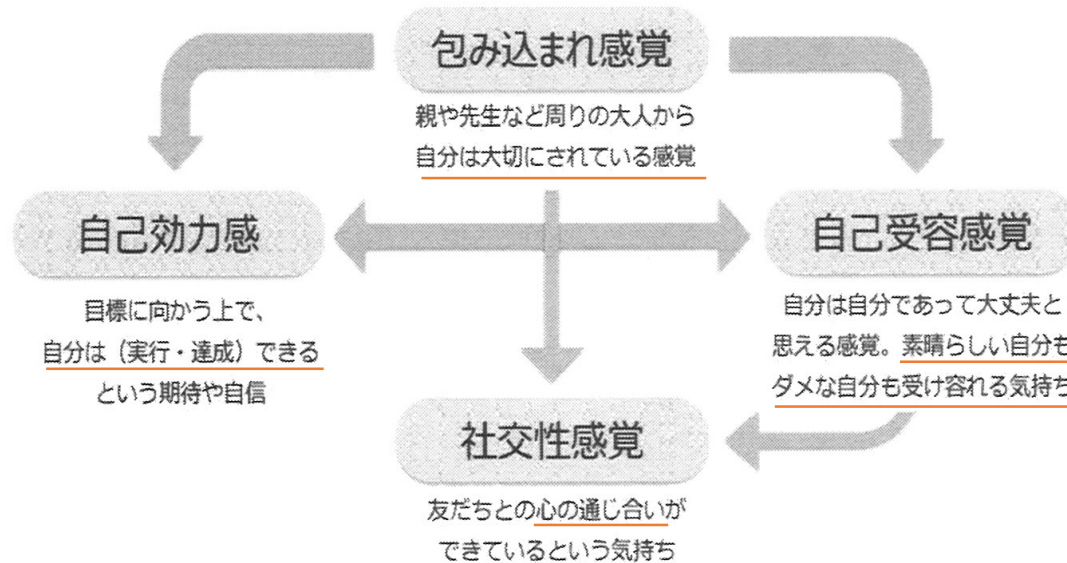 包み込まれ感覚
親や先生など周りの大人から
自分は大切にされている感覚
自己効力感
目標に向かう上で、
自分は（実行・達成）できる
という期待や自信
自己受容感覚
自分は自分であって大丈夫と
思える感覚。素晴らしい自分も
ダメな自分も受け容れる気持ち
社交性感覚
友だちとの心の通じ合いが
できているという気持ち